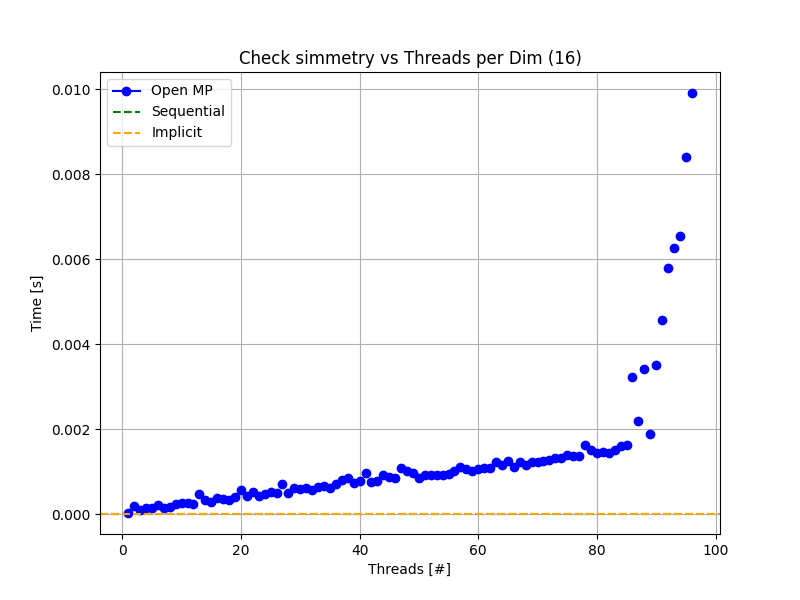 Check simmetry vs Threads per Dim (16)
Open MP
Sequential
Implicit
0.010
0.008
0.006
0.004
0.002
0.000
Time [s]
0 20 40 60 80 100
Threads [#]